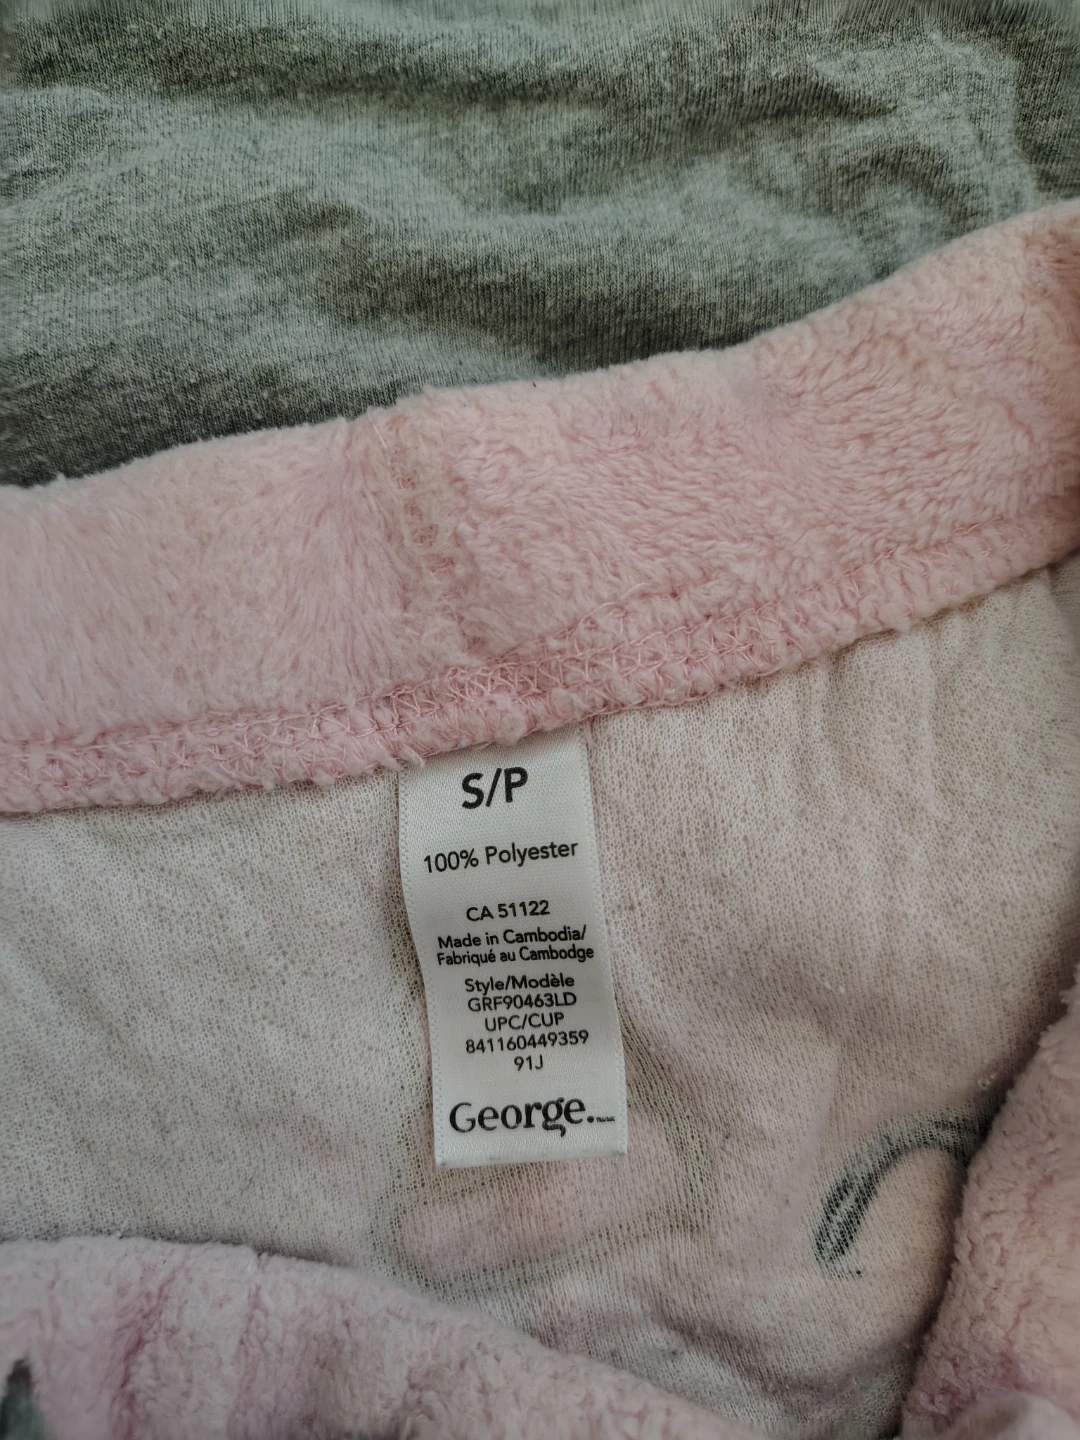 S/P
100% Polyester
CA 51122
Made in Cambodia/
Fabriqué au Cambodge
Style/Modèle
GRF90463LD
UPC/CUP
841160449359
91J
George.